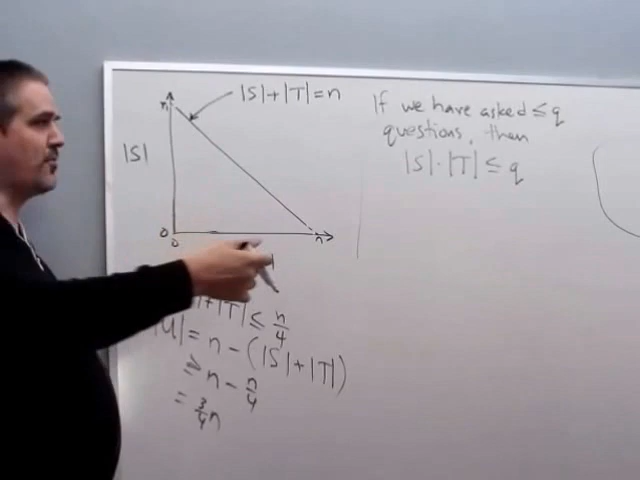 |S|+|T|=n
n
|S|
0
0
n
If we have asked ≤ q
questions, then
|S|·|T| ≤ q
+|T| ≤ n/4
|U| = n - (|S|+|T|)
≥ n - n/4
= 3/4 n